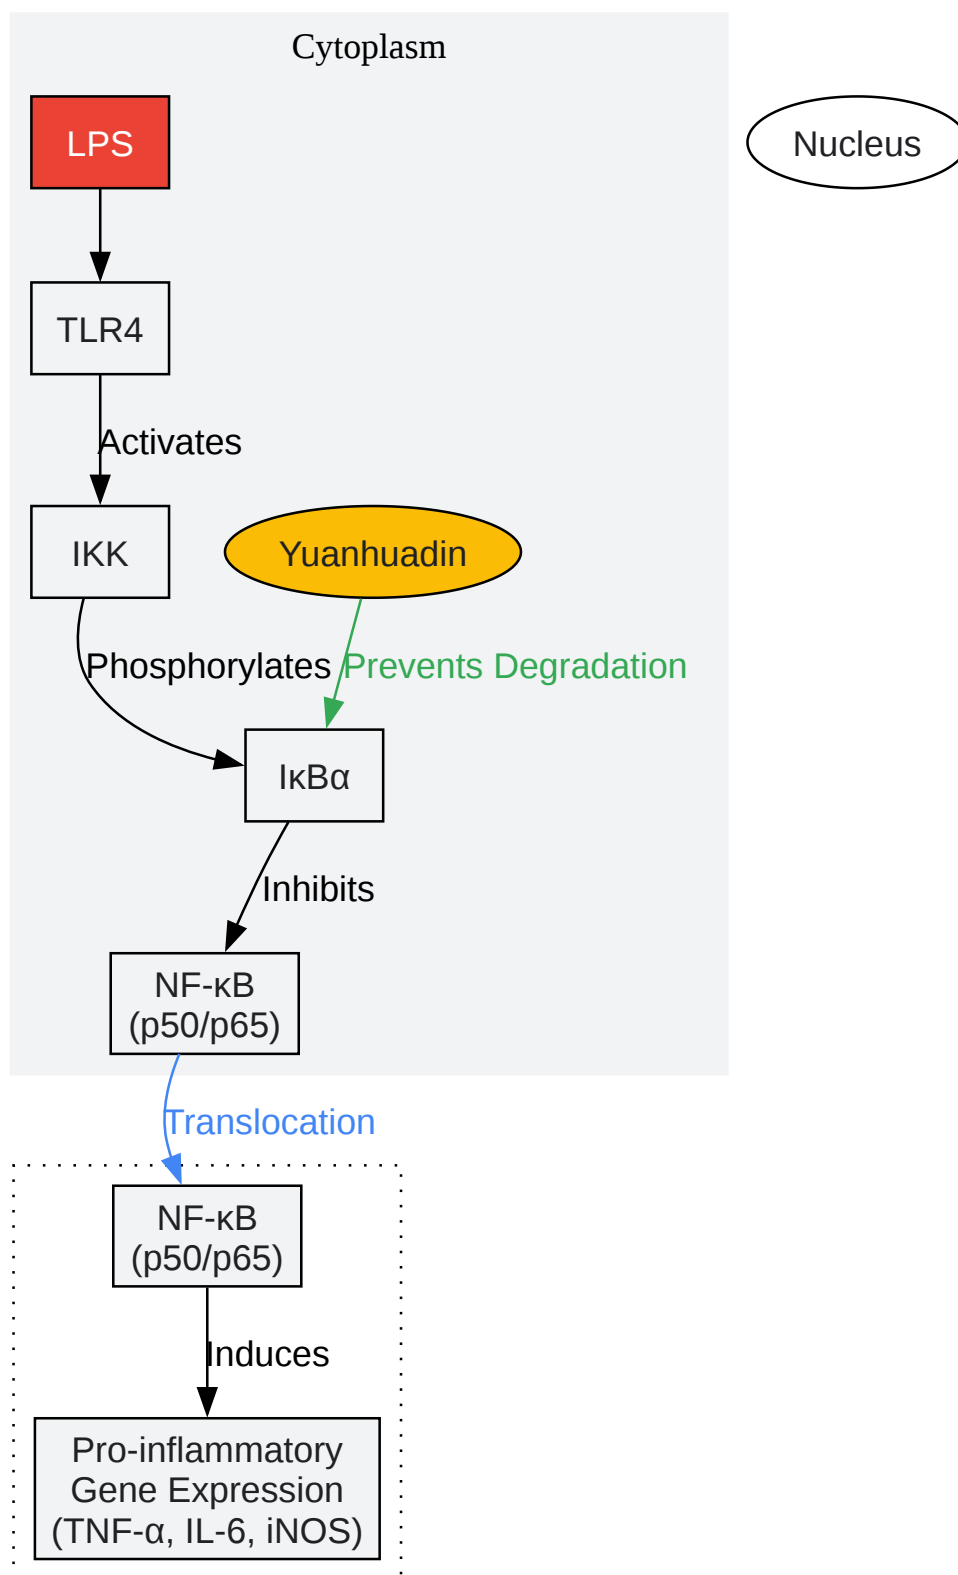 Cytoplasm
LPS
Nucleus
TLR4
Activates
IKK
Yuanhuadin
Phosphorylates
Prevents Degradation
IκBα
Inhibits
NF-κB
(p50/p65)
Translocation
NF-κB
(p50/p65)
Induces
Pro-inflammatory
Gene Expression
(TNF-α, IL-6, iNOS)